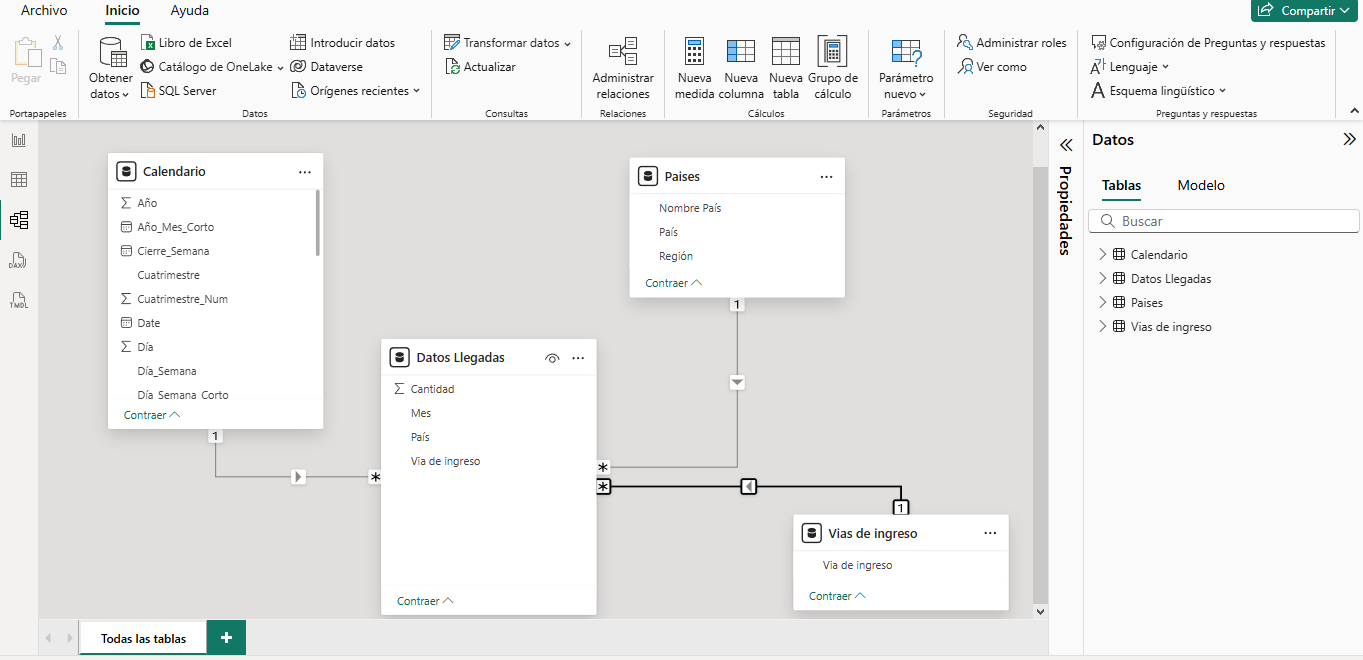 Archivo Inicio Ayuda
Compartir
Pegar
Obtener datos
Libro de Excel
Catálogo de OneLake
SQL Server
Introducir datos
Dataverse
Orígenes recientes
Transformar datos
Actualizar
Administrar relaciones
Nueva medida
Nueva columna
Nueva tabla
Grupo de cálculo
Parámetro nuevo
Administrar roles
Ver como
Configuración de Preguntas y respuestas
Lenguaje
Esquema lingüístico
Portapapeles Datos Consultas Relaciones Cálculos Parámetros Seguridad Preguntas y respuestas
DAX
TMDL
Calendario
Año
Año_Mes_Corto
Cierre_Semana
Cuatrimestre
Cuatrimestre_Num
Date
Día
Día_Semana
Día_Semana_Corto
Contraer
1
*
Paises
Nombre País
País
Región
Contraer
1
*
Datos Llegadas
Cantidad
Mes
País
Via de ingreso
Contraer
*
1
Vias de ingreso
Via de ingreso
Contraer
Todas las tablas
+
Propiedades
Datos
Tablas Modelo
Buscar
Calendario
Datos Llegadas
Paises
Vias de ingreso